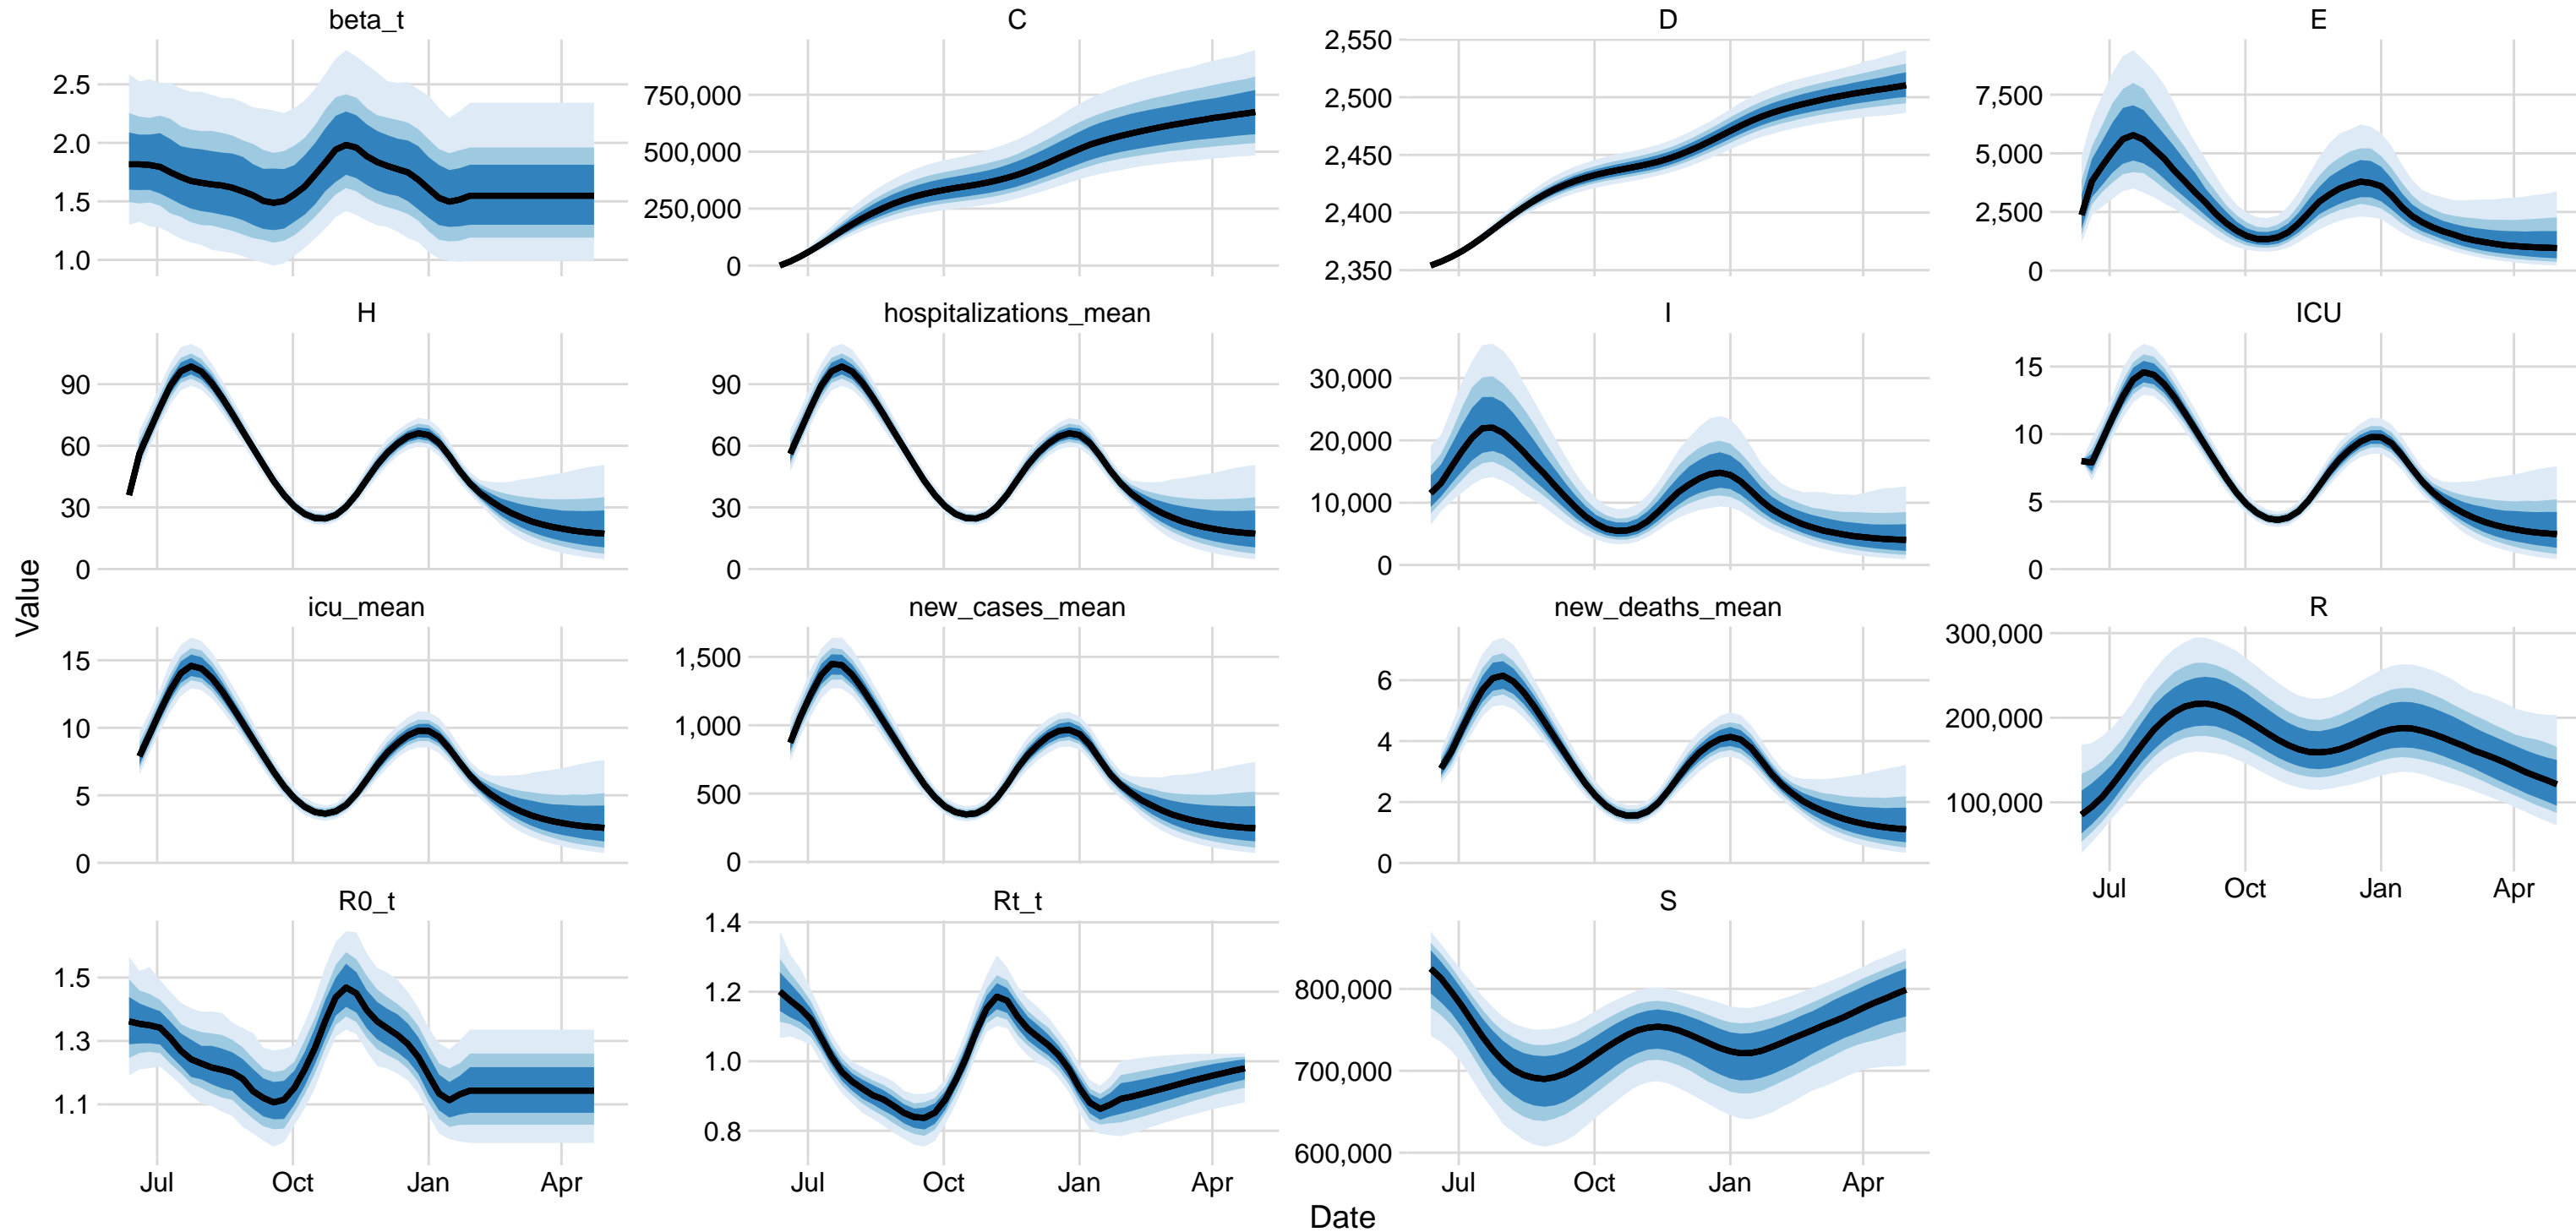 beta_t
2.5
2.0
1.5
1.0
C
750,000
500,000
250,000
0
D
2,550
2,500
2,450
2,400
2,350
E
7,500
5,000
2,500
0
H
90
60
30
0
hospitalizations_mean
90
60
30
0
I
30,000
20,000
10,000
0
ICU
15
10
5
0
Value
icu_mean
15
10
5
0
new_cases_mean
1,500
1,000
500
0
new_deaths_mean
6
4
2
0
R
300,000
200,000
100,000
Jul Oct Jan Apr
R0_t
1.5
1.3
1.1
Jul Oct Jan Apr
Rt_t
1.4
1.2
1.0
0.8
Jul Oct Jan Apr
S
800,000
700,000
600,000
Jul Oct Jan Apr
Date